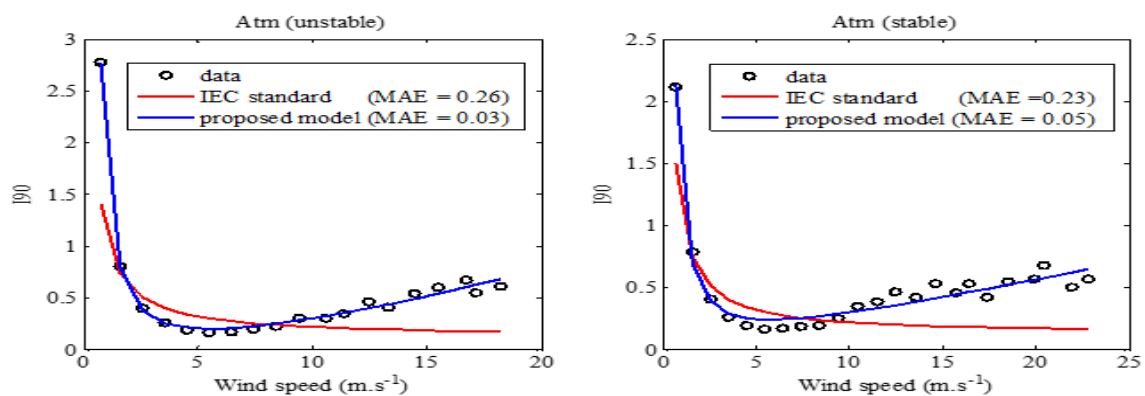 Atm (unstable)
3
2.5
2
1.5
1
0.5
0
I90
data
IEC standard (MAE = 0.26)
proposed model (MAE = 0.03)
0 5 10 15 20
Wind speed (m.s⁻¹)
Atm (stable)
2.5
2
1.5
1
0.5
0
I90
data
IEC standard (MAE =0.23)
proposed model (MAE = 0.05)
0 5 10 15 20 25
Wind speed (m.s⁻¹)